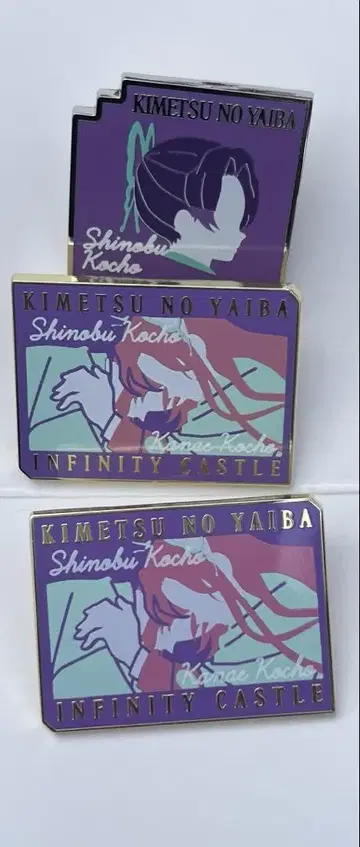 KIMETSU NO YAIBA
Shinobu
Kocho
KIMETSU NO YAIBA
Shinobu Kocho
Kanae Kocho
INFINITY CASTLE
KIMETSU NO YAIBA
Shinobu Kocho
Kanae Kocho
INFINITY CASTLE